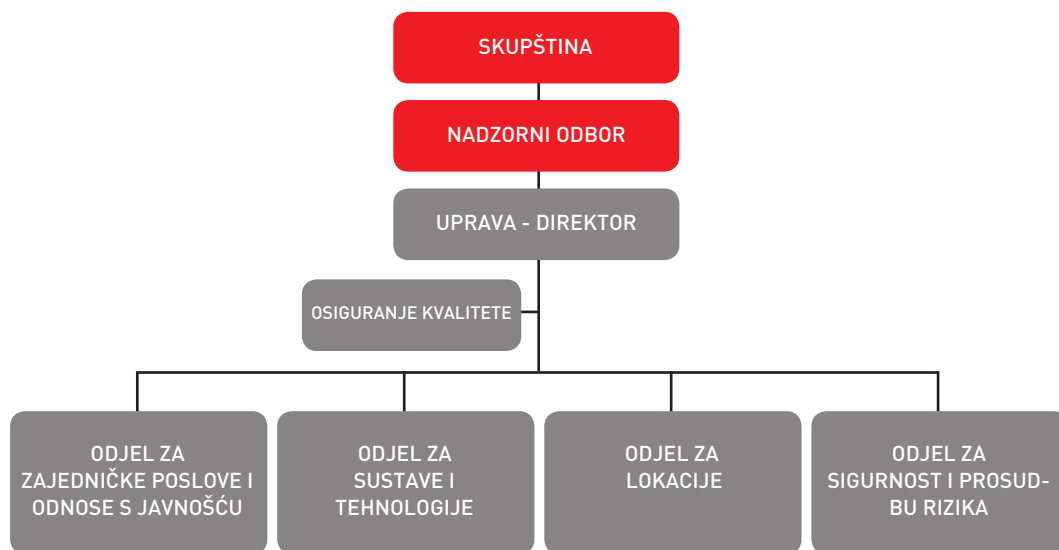 SKUPŠTINA
NADZORNI ODBOR
UPRAVA - DIREKTOR
OSIGURANJE KVALITETE
ODJEL ZA
ZAJEDNIČKE POSLOVE I
ODNOSE S JAVNOŠĆU
ODJEL ZA
SUSTAVE I
TEHNOLOGIJE
ODJEL ZA
LOKACIJE
ODJEL ZA
SIGURNOST I PROSUD-
BU RIZIKA